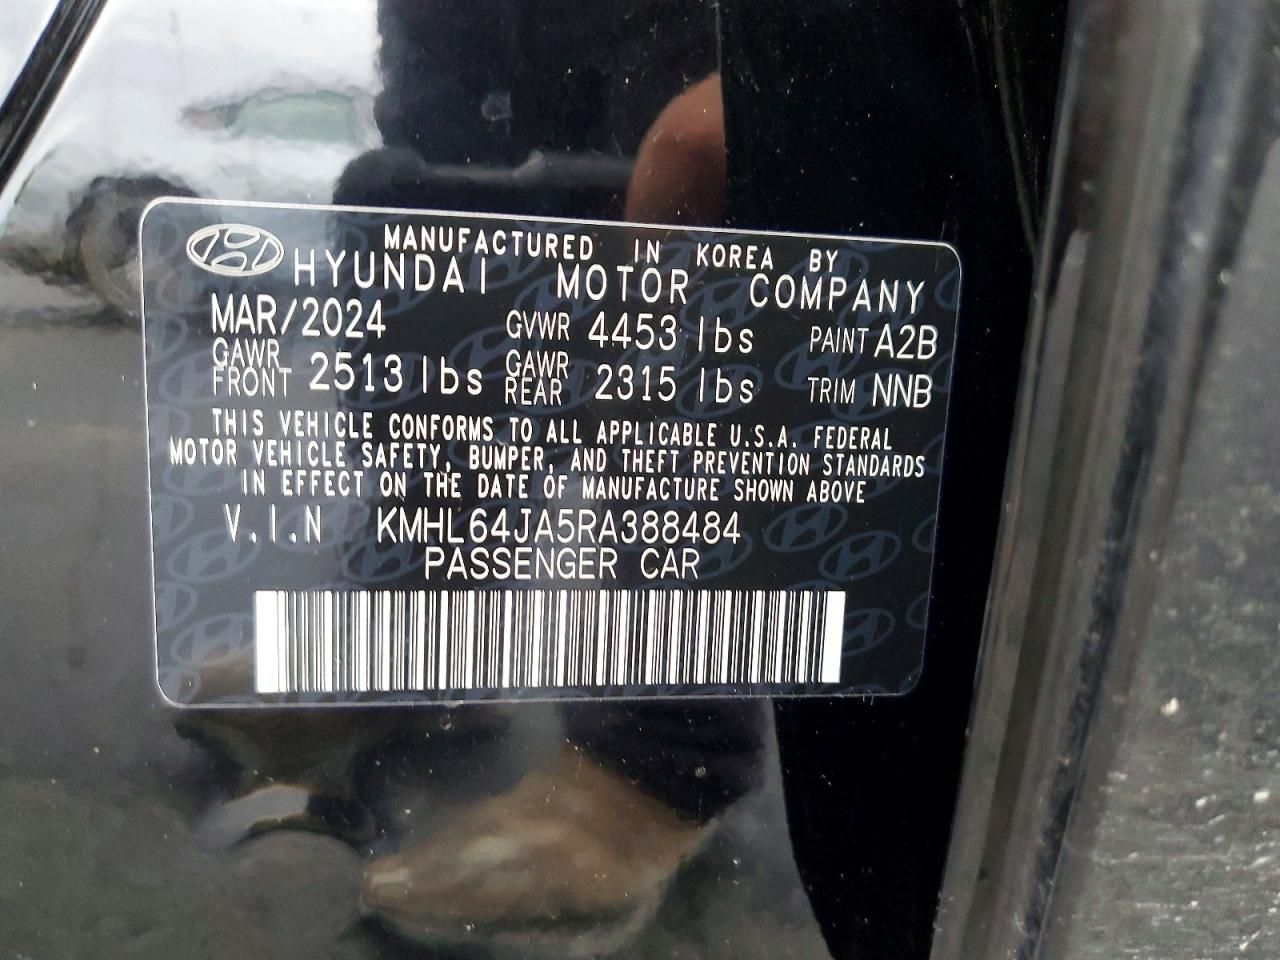 MANUFACTURED IN KOREA BY
HYUNDAI MOTOR COMPANY
MAR/2024 GVWR 4453 lbs PAINT A2B
GAWR FRONT 2513 lbs GAWR REAR 2315 lbs TRIM NNB
THIS VEHICLE CONFORMS TO ALL APPLICABLE U.S.A. FEDERAL
MOTOR VEHICLE SAFETY, BUMPER, AND THEFT PREVENTION STANDARDS
IN EFFECT ON THE DATE OF MANUFACTURE SHOWN ABOVE
V.I.N KMHL64JA5RA388484
PASSENGER CAR